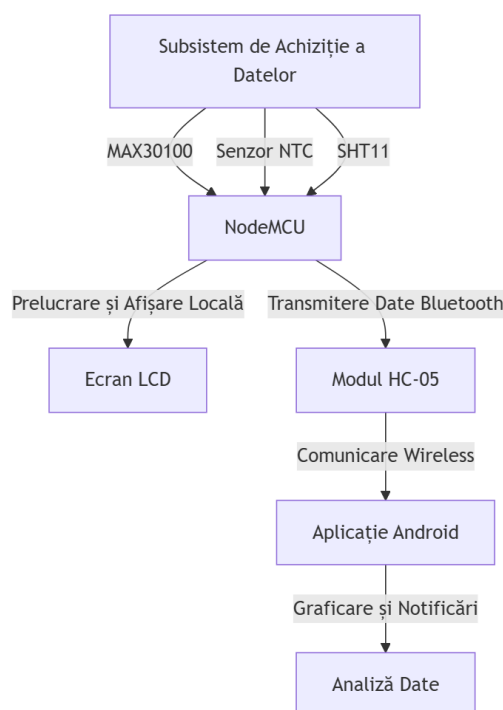 Subsistem de Achiziție a
Datelor
MAX30100
Senzor NTC
SHT11
NodeMCU
Prelucrare și Afișare Locală
Transmitere Date Bluetooth
Ecran LCD
Modul HC-05
Comunicare Wireless
Aplicație Android
Graficare și Notificări
Analiză Date